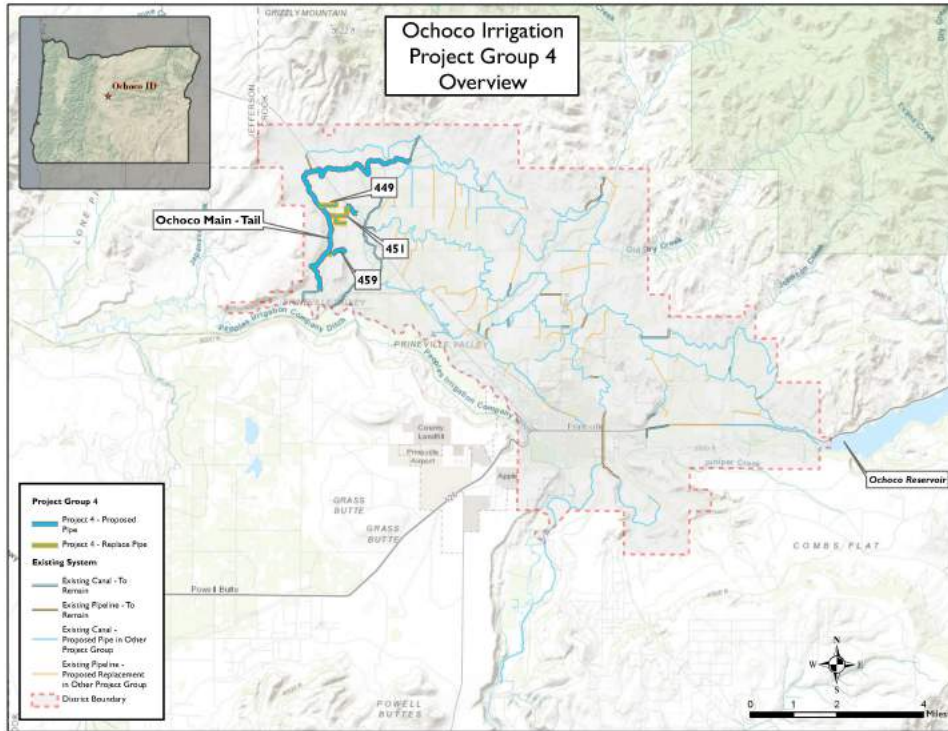 Ochoco Irrigation
Project Group 4
Overview
Ochoco ID
GRIZZLY MOUNTAIN
JEFFERSON
CROOK
449
Ochoco Main - Tail
451
459
Johnson Creek
Peoples Irrigation Company Ditch
PRINEVILLE VALLEY
Peoples Irrigation Company
County
Landfill
Prineville
Airport
Prineville
Juniper Creek
Ochoco Reservoir
Apple
GRASS
BUTTE
GRASS
BUTTE
COMBS FLAT
Powell Butte
POWELL
BUTTES
Project Group 4
Project 4 - Proposed
Pipe
Project 4 - Replace Pipe
Existing System
Existing Canal - To
Remain
Existing Pipeline - To
Remain
Existing Canal -
Proposed Pipe in Other
Project Group
Existing Pipeline -
Proposed Replacement
in Other Project Group
District Boundary
N
W
E
S
0 1 2 4
Miles